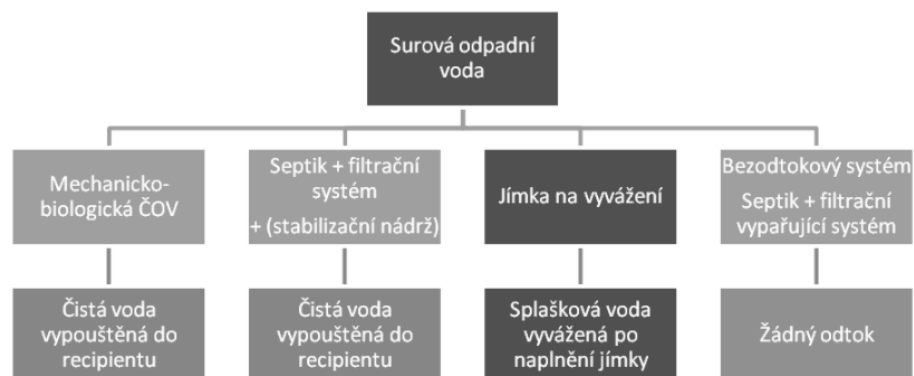 Surová odpadní
voda
Mechanicko-
biologická ČOV
Septik + filtrační
systém
+ (stabilizační nádrž)
Jímka na vyvážení
Bezodtokový systém
Septik + filtrační
vypařující systém
Čistá voda
vypouštěná do
recipientu
Čistá voda
vypouštěná do
recipientu
Splašková voda
vyvážená po
naplnění jímky
Žádný odtok